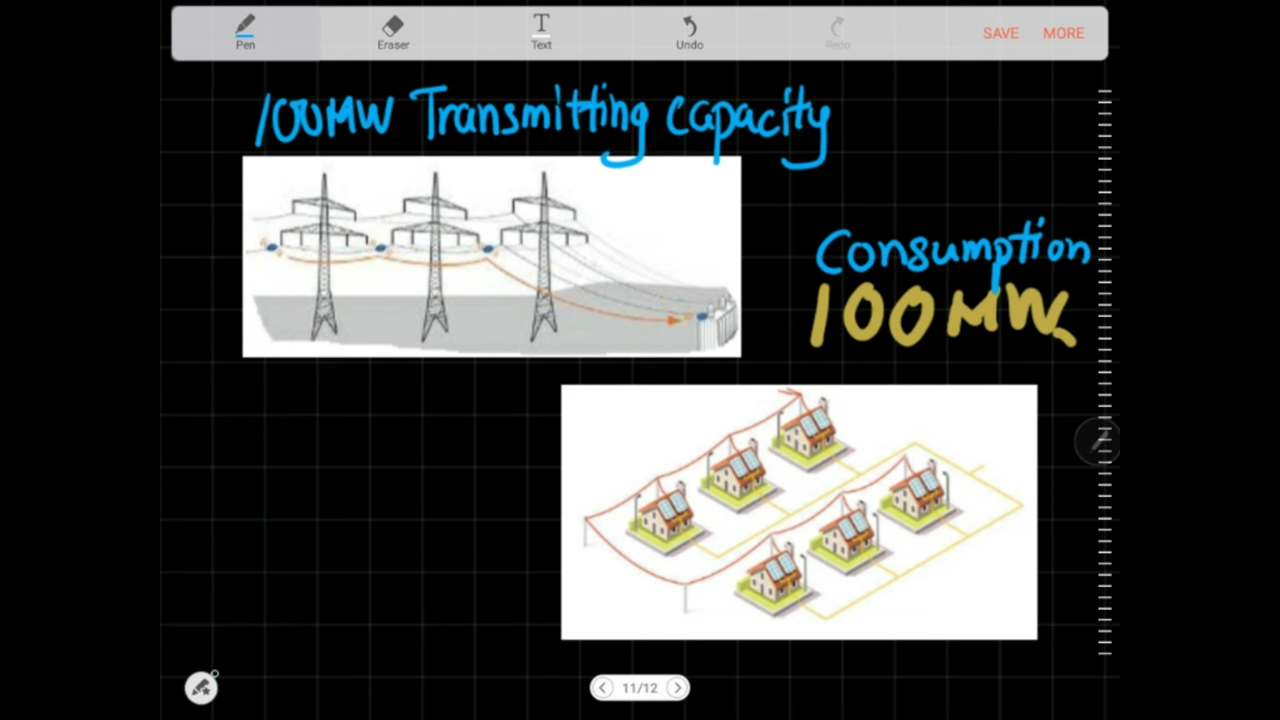 Pen
Eraser
Text
Undo
Redo
SAVE
MORE
100MW Transmitting capacity
Consumption
100MW
11/12